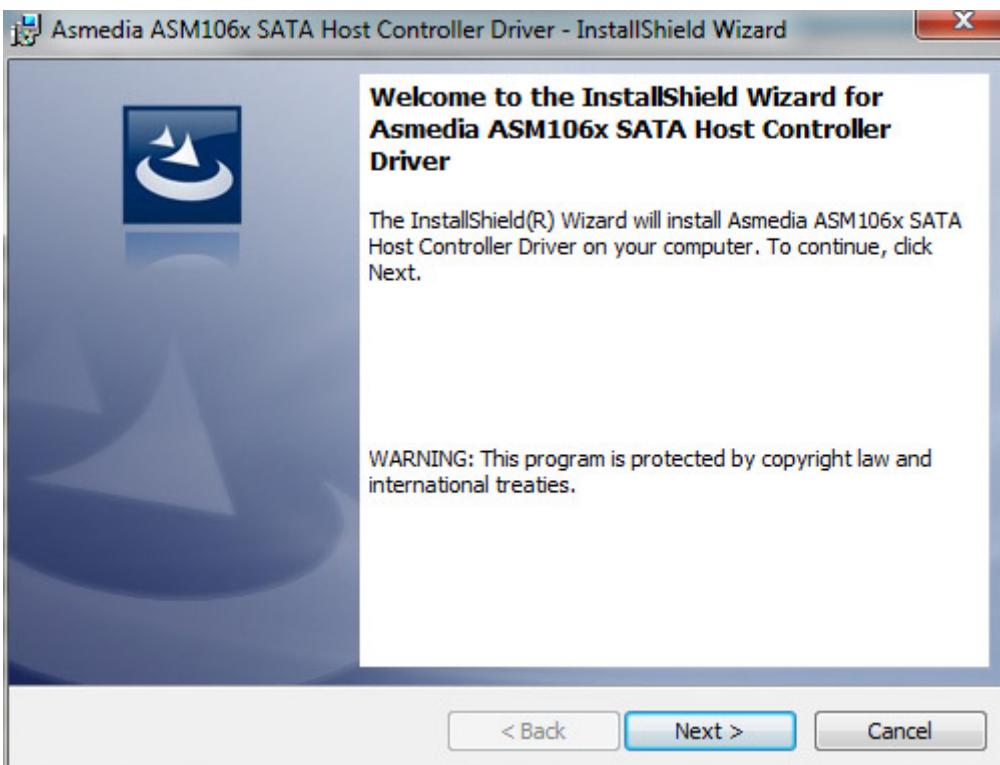 Asmedia ASM106x SATA Host Controller Driver - InstallShield Wizard
X
Welcome to the InstallShield Wizard for
Asmedia ASM106x SATA Host Controller
Driver
The InstallShield(R) Wizard will install Asmedia ASM106x SATA
Host Controller Driver on your computer. To continue, click
Next.
WARNING: This program is protected by copyright law and
international treaties.
< Back
Next >
Cancel